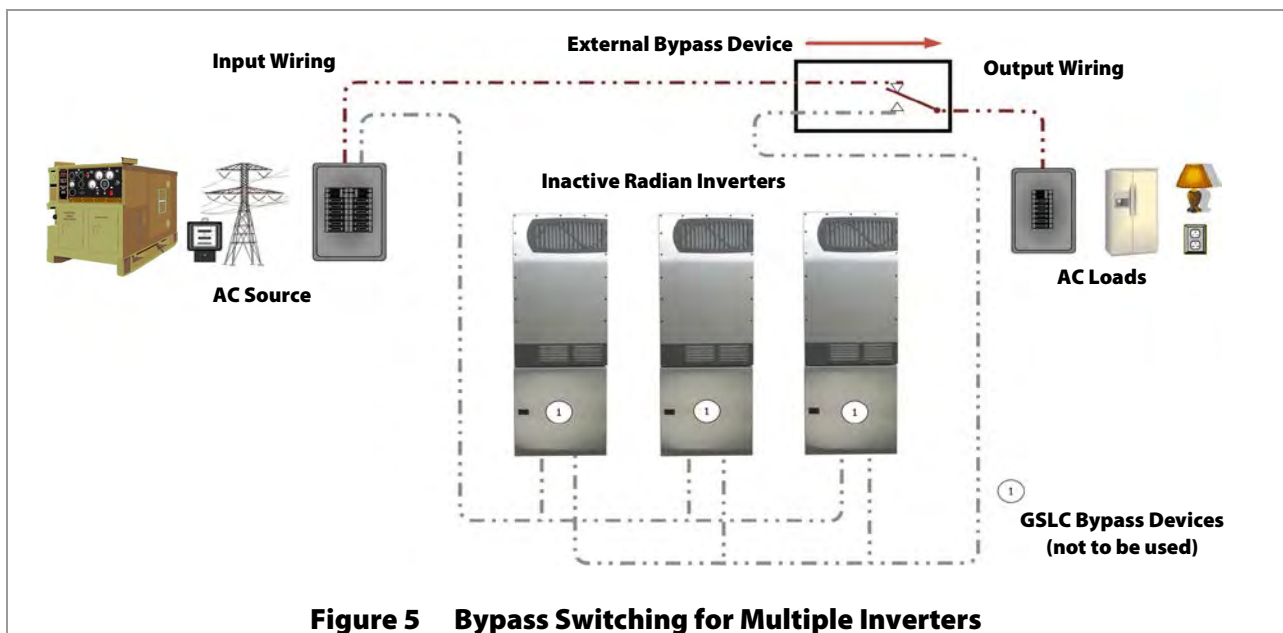 External Bypass Device
Input Wiring
Output Wiring
Inactive Radian Inverters
AC Source
AC Loads
1
1
1
1
GSLC Bypass Devices
(not to be used)
Figure 5 Bypass Switching for Multiple Inverters